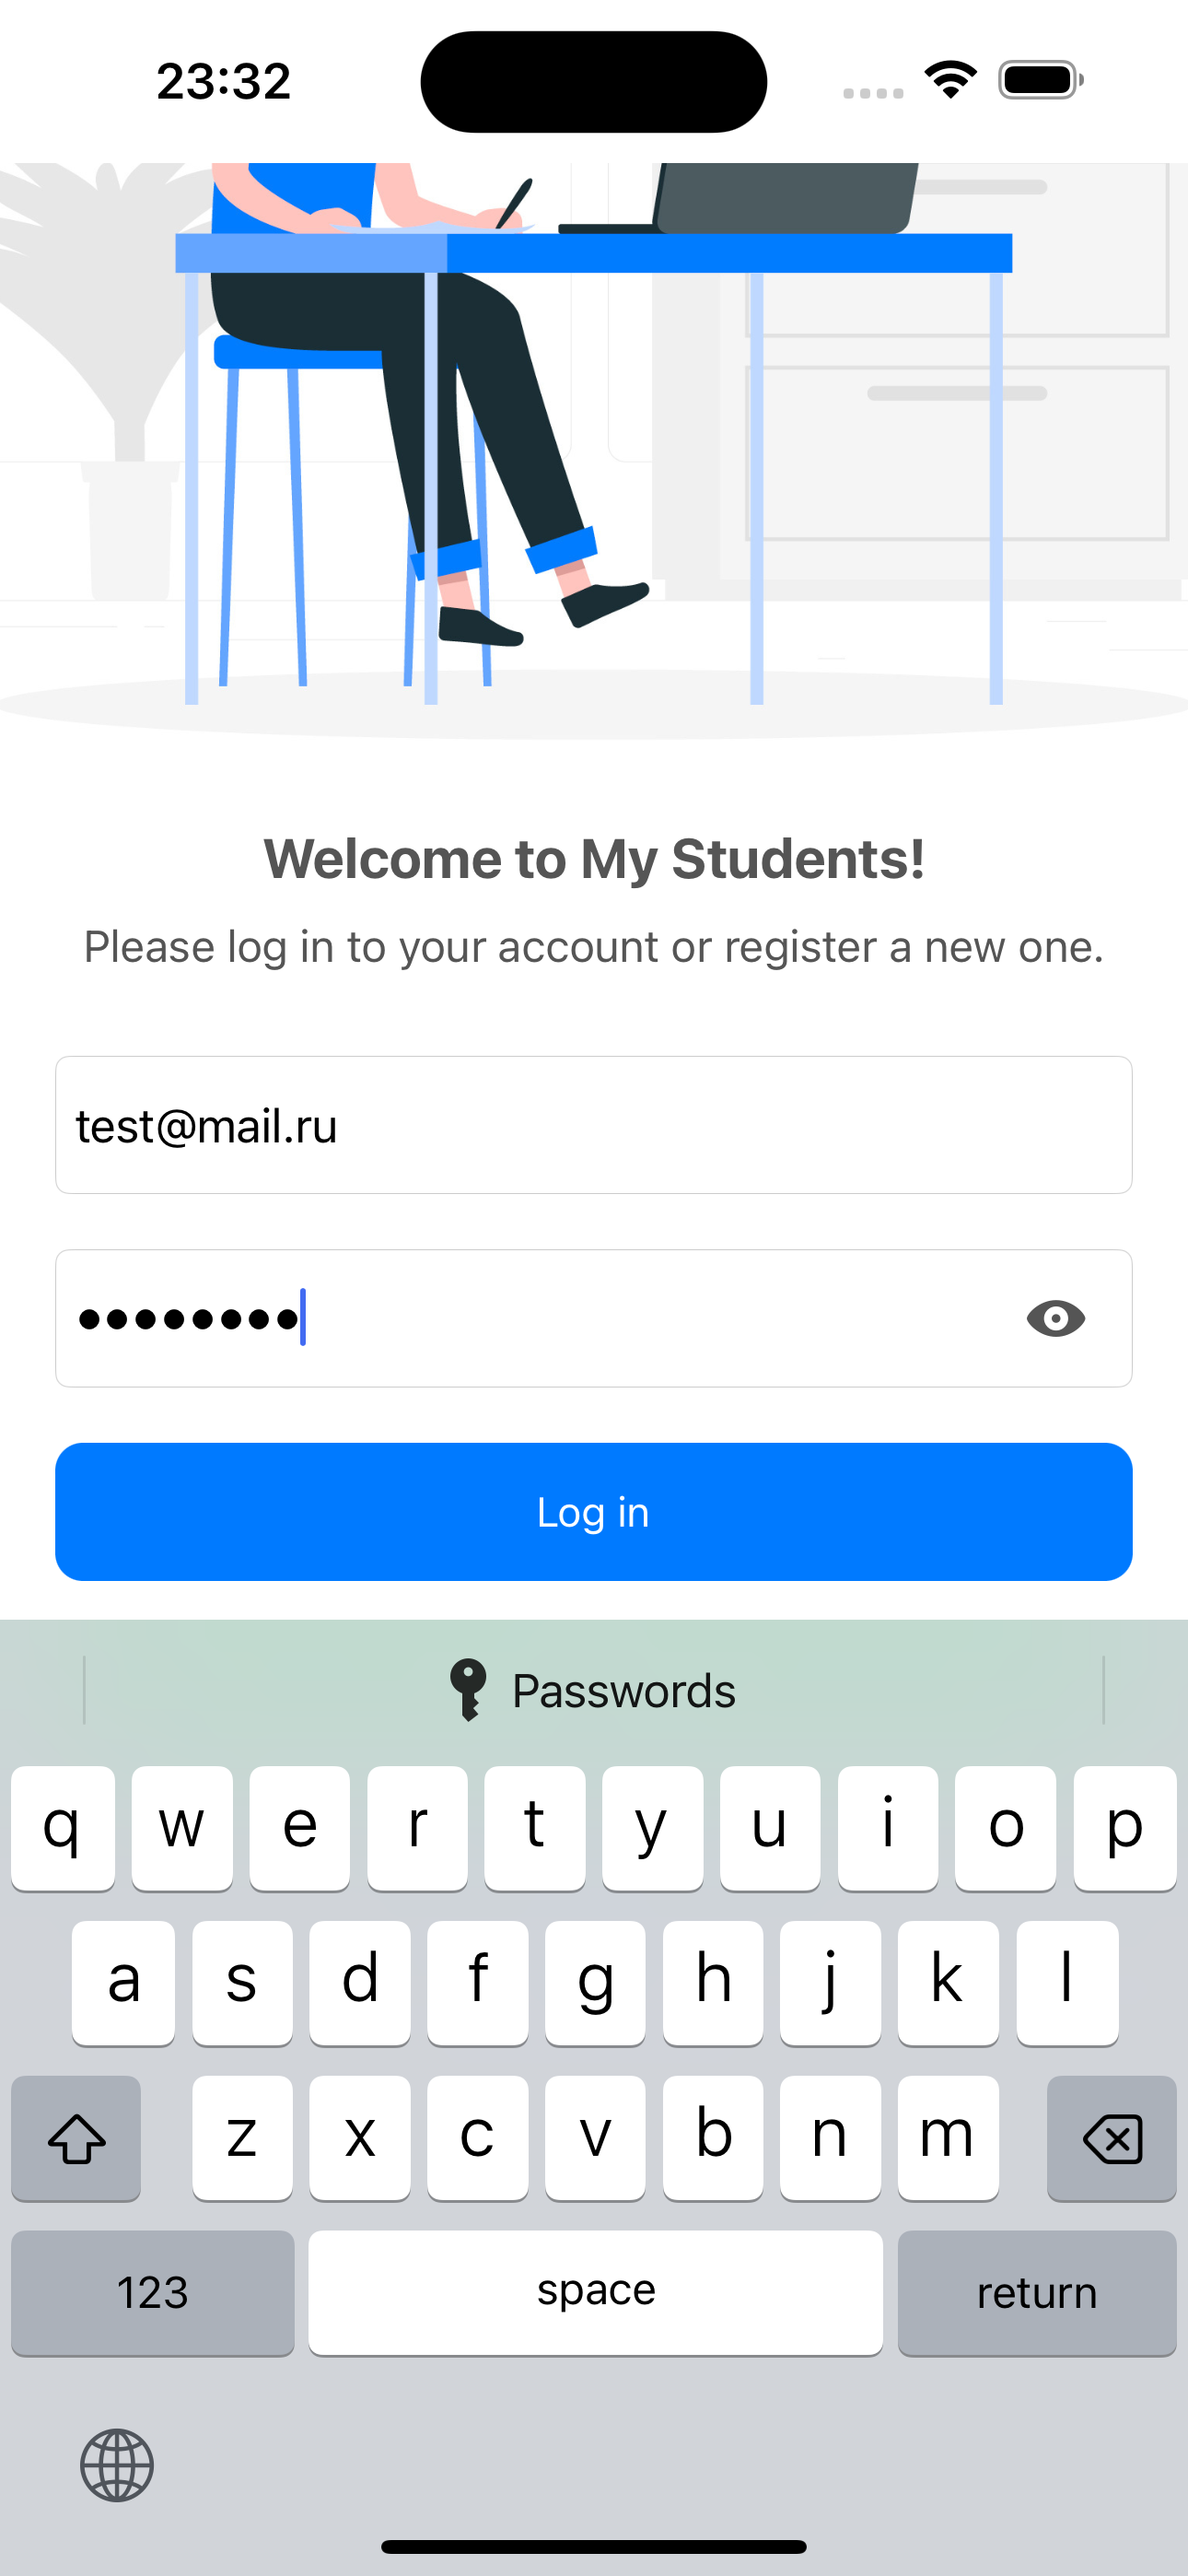 23:32
Welcome to My Students!
Please log in to your account or register a new one.
test@mail.ru
••••••••
Log in
Passwords
q w e r t y u i o p
a s d f g h j k l
z x c v b n m
123 space return